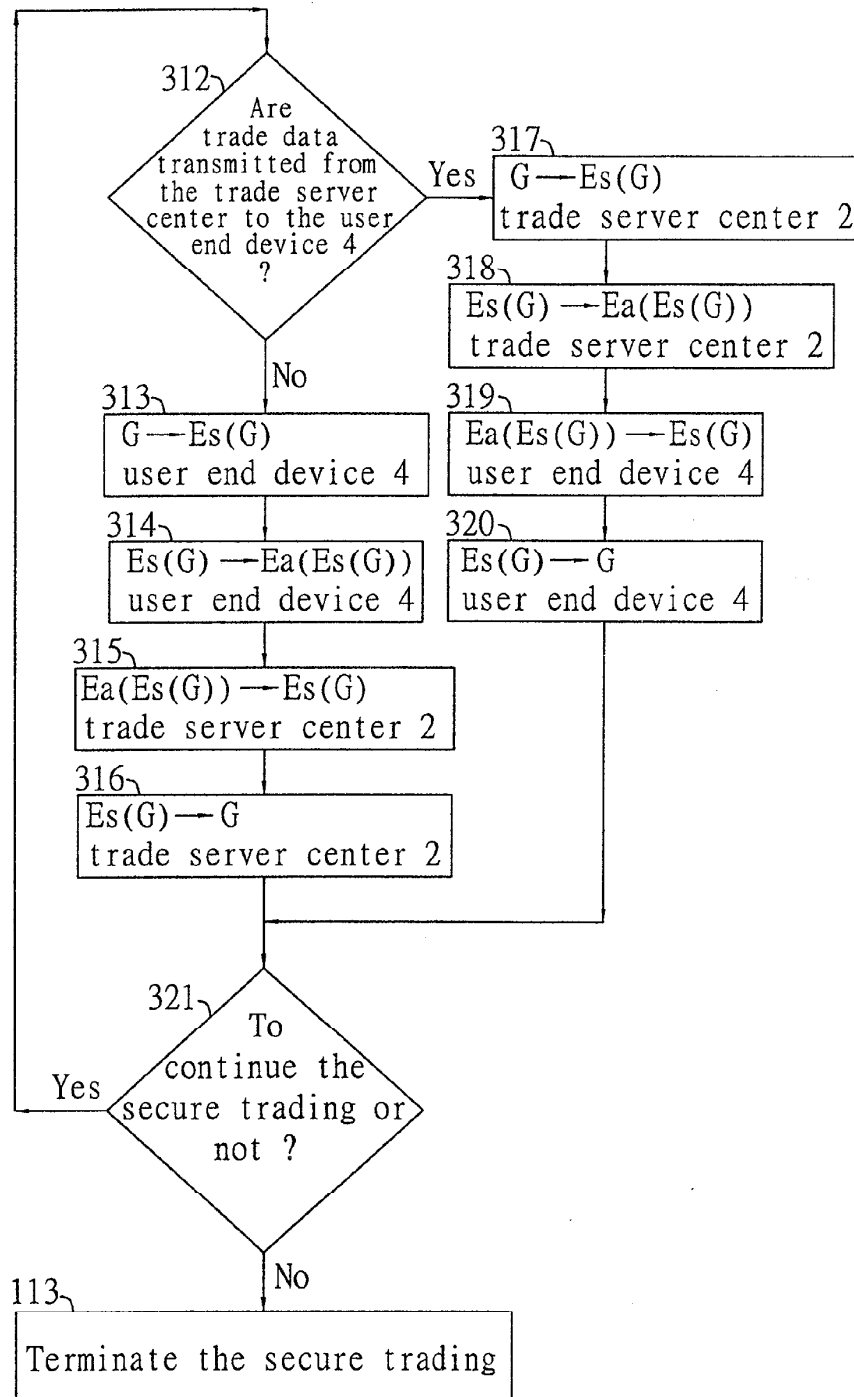 312
Are
trade data
transmitted from
the trade server
center to the user
end device 4
?
Yes
317
G→Es(G)
trade server center 2
318
Es(G)→Ea(Es(G))
trade server center 2
319
Ea(Es(G))→Es(G)
user end device 4
320
Es(G)→G
user end device 4
No
313
G→Es(G)
user end device 4
314
Es(G)→Ea(Es(G))
user end device 4
315
Ea(Es(G))→Es(G)
trade server center 2
316
Es(G)→G
trade server center 2
321
To
continue the
secure trading or
not ?
Yes
No
113
Terminate the secure trading